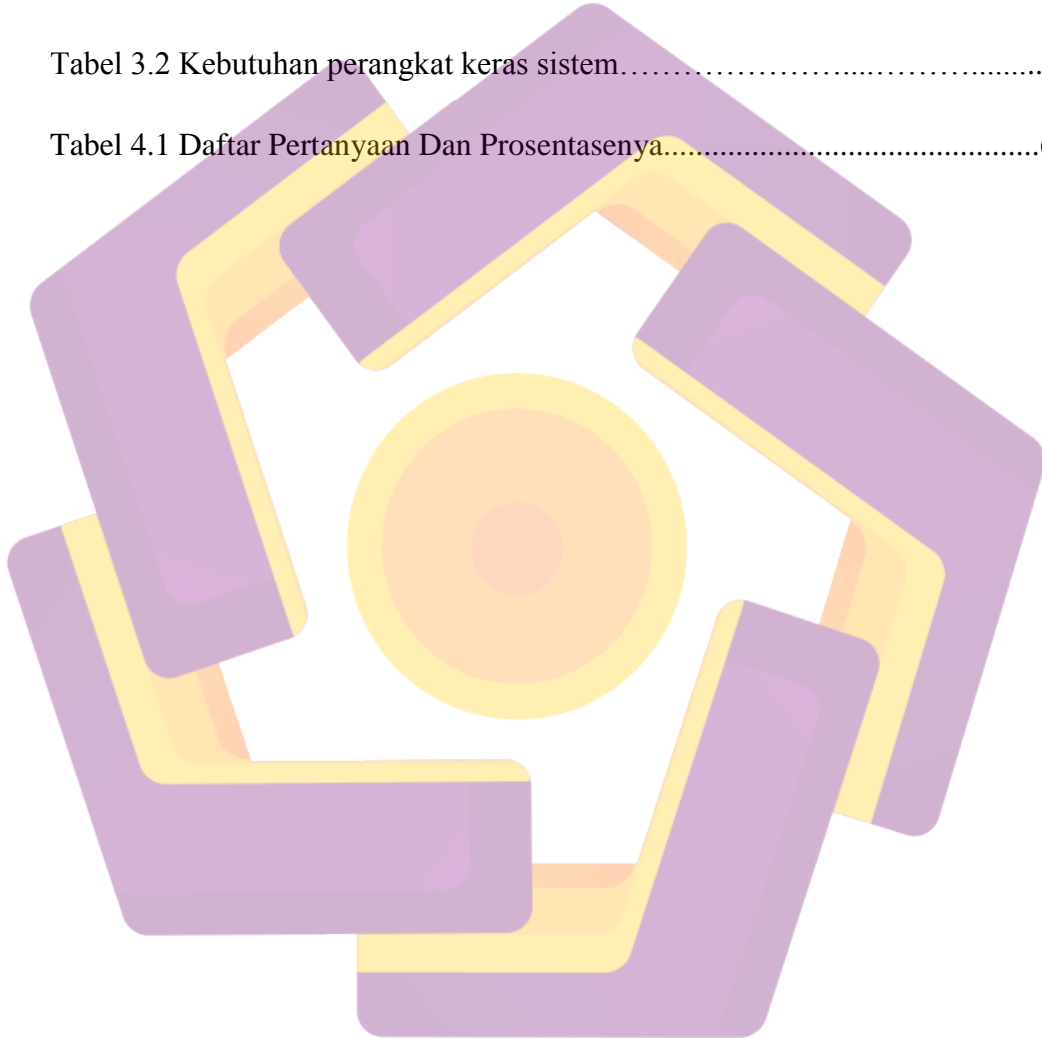 Tabel 3.2 Kebutuhan perangkat keras sistem…………………....………........
Tabel 4.1 Daftar Pertanyaan Dan Prosentasenya.........................................